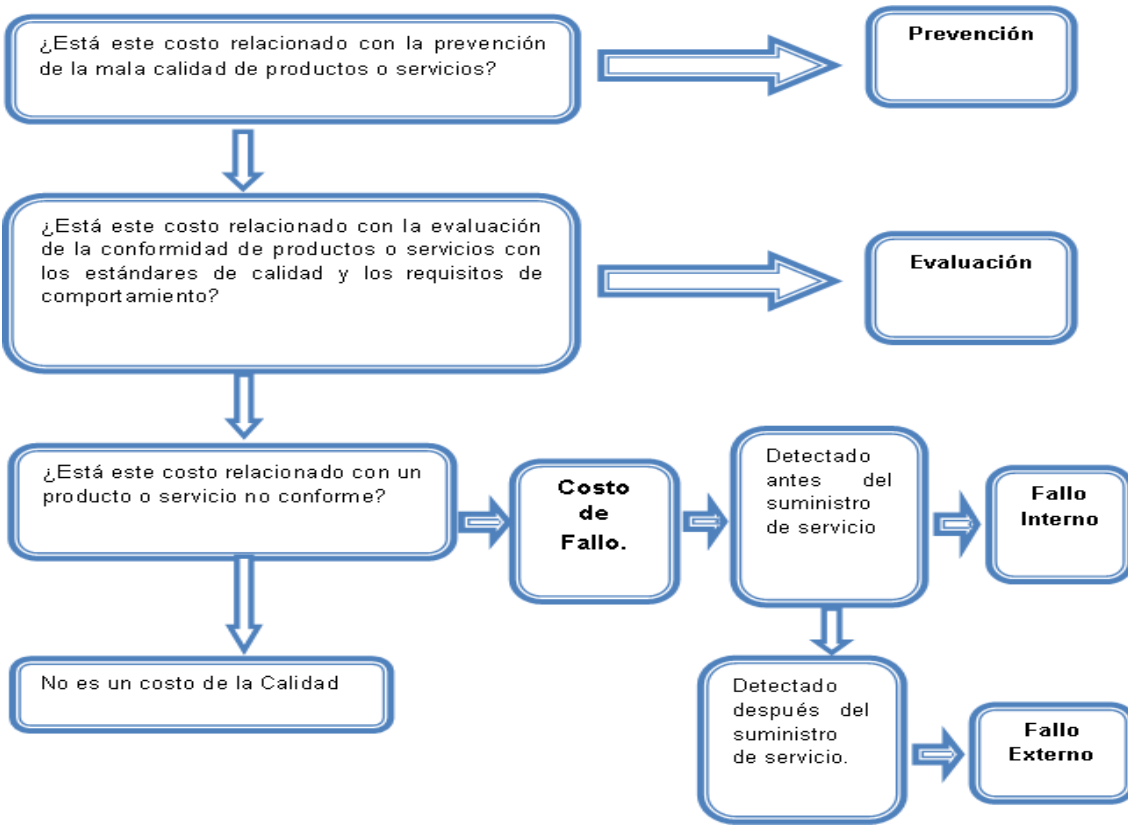 ¿Está este costo relacionado con la prevención
de la mala calidad de productos o servicios?
Prevención
¿Está este costo relacionado con la evaluación
de la conformidad de productos o servicios con
los estándares de calidad y los requisitos de
comportamiento?
Evaluación
¿Está este costo relacionado con un
producto o servicio no conforme?
Costo
de
Fallo.
Detectado
antes del
suministro
de servicio
Fallo
Interno
No es un costo de la Calidad
Detectado
después del
suministro
de servicio.
Fallo
Externo